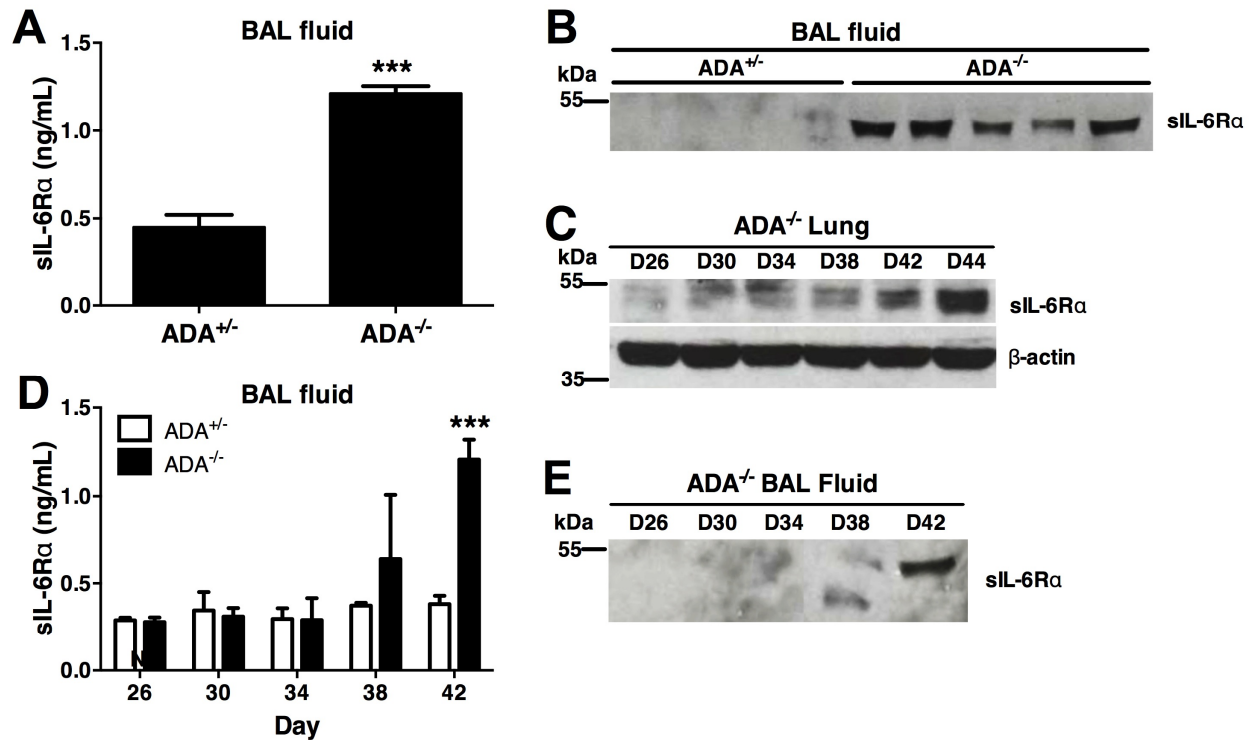 A
BAL fluid
sIL-6Rα (ng/mL)
1.5
***
1.0
0.5
0.0
ADA+/-
ADA-/-
B
BAL fluid
ADA+/-
ADA-/-
kDa
55
sIL-6Rα
C
ADA-/- Lung
kDa
D26 D30 D34 D38 D42 D44
55
sIL-6Rα
β-actin
35
D
BAL fluid
sIL-6Rα (ng/mL)
1.5
ADA+/-
ADA-/-
***
1.0
0.5
0.0
26 30 34 38 42
Day
E
ADA-/- BAL Fluid
kDa
D26 D30 D34 D38 D42
55
sIL-6Rα